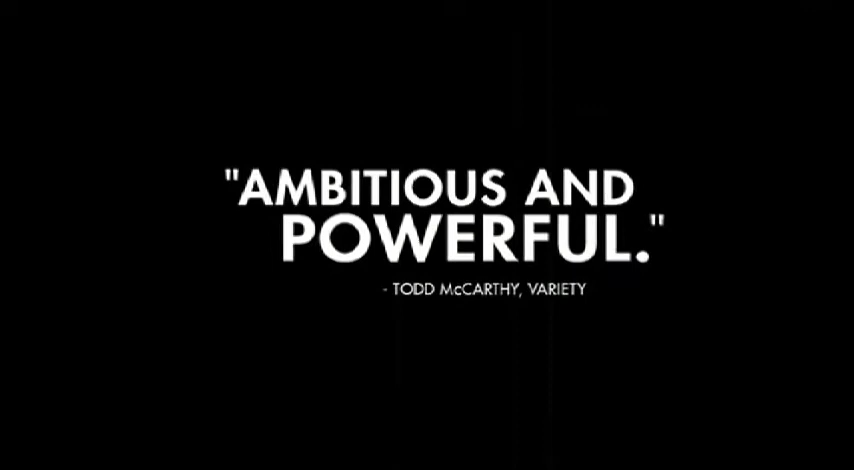 "AMBITIOUS AND
POWERFUL."
- TODD McCARTHY, VARIETY